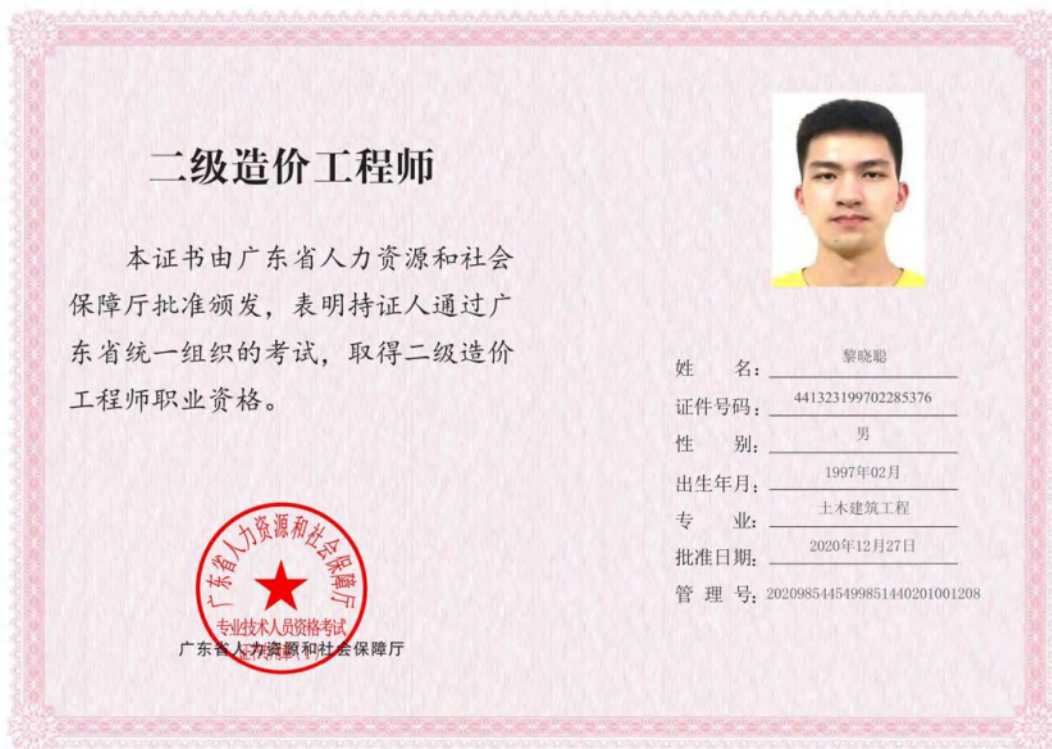 二级造价工程师
本证书由广东省人力资源和社会
保障厅批准颁发，表明持证人通过广
东省统一组织的考试，取得二级造价
工程师职业资格。
广东省人力资源和社会保障厅
专业技术人员资格考试
广东省人力资源和社会保障厅
姓 名：黎晓聪
证件号码：441323199702285376
性 别：男
出生年月：1997年02月
专 业：土木建筑工程
批准日期：2020年12月27日
管 理 号：2020985445499851440201001208